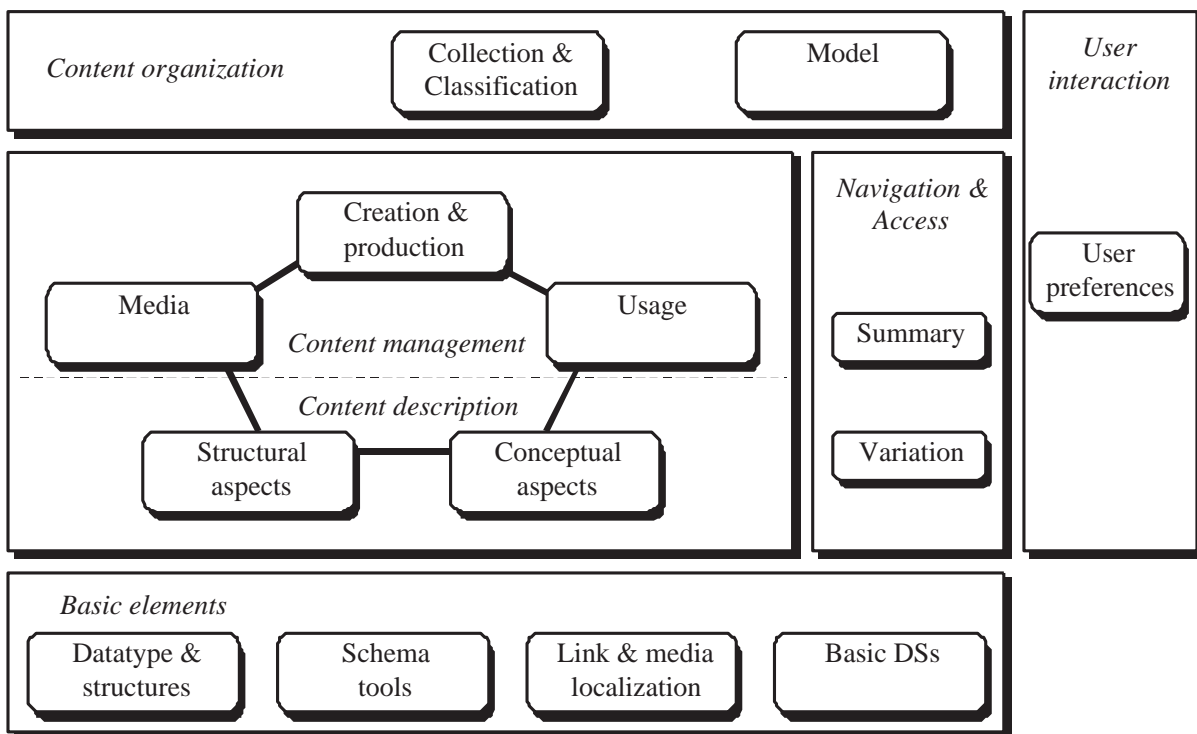 Content organization
Collection &
Classification
Model
User
interaction
Creation &
production
Media
Usage
Content management
Content description
Structural
aspects
Conceptual
aspects
Navigation &
Access
Summary
Variation
User
preferences
Basic elements
Datatype &
structures
Schema
tools
Link & media
localization
Basic DSs